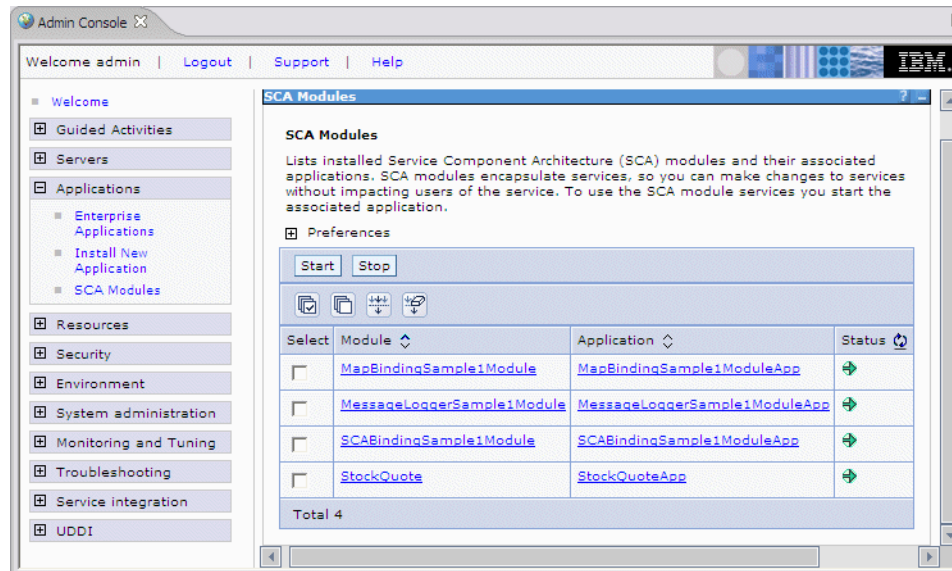 Admin Console
Welcome admin | Logout | Support | Help
IBM.
Welcome
Guided Activities
Servers
Applications
Enterprise
Applications
Install New
Application
SCA Modules
Resources
Security
Environment
System administration
Monitoring and Tuning
Troubleshooting
Service integration
UDDI
SCA Modules ? –
SCA Modules
Lists installed Service Component Architecture (SCA) modules and their associated
applications. SCA modules encapsulate services, so you can make changes to services
without impacting users of the service. To use the SCA module services you start the
associated application.
Preferences
Start Stop
Select Module Application Status
MapBindingSample1Module MapBindingSample1ModuleApp
MessageLoggerSample1Module MessageLoggerSample1ModuleApp
SCABindingSample1Module SCABindingSample1ModuleApp
StockQuote StockQuoteApp
Total 4